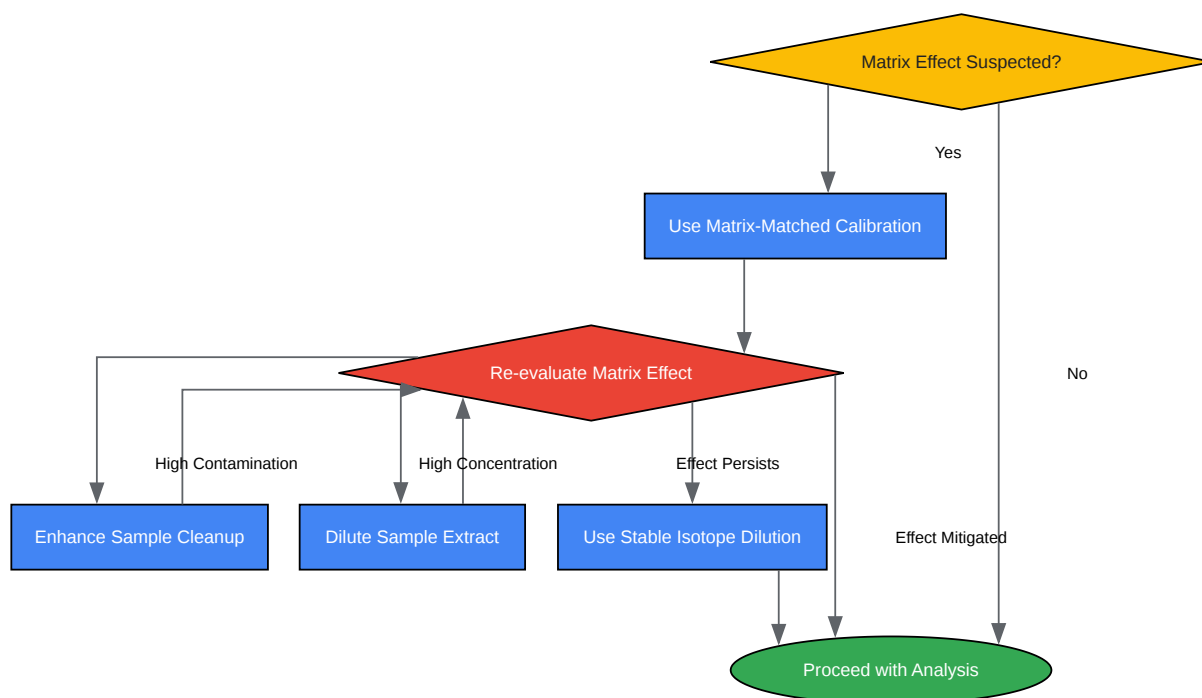 Matrix Effect Suspected?
Yes
Use Matrix-Matched Calibration
Re-evaluate Matrix Effect
No
High Contamination
High Concentration
Effect Persists
Enhance Sample Cleanup
Dilute Sample Extract
Use Stable Isotope Dilution
Effect Mitigated
Proceed with Analysis